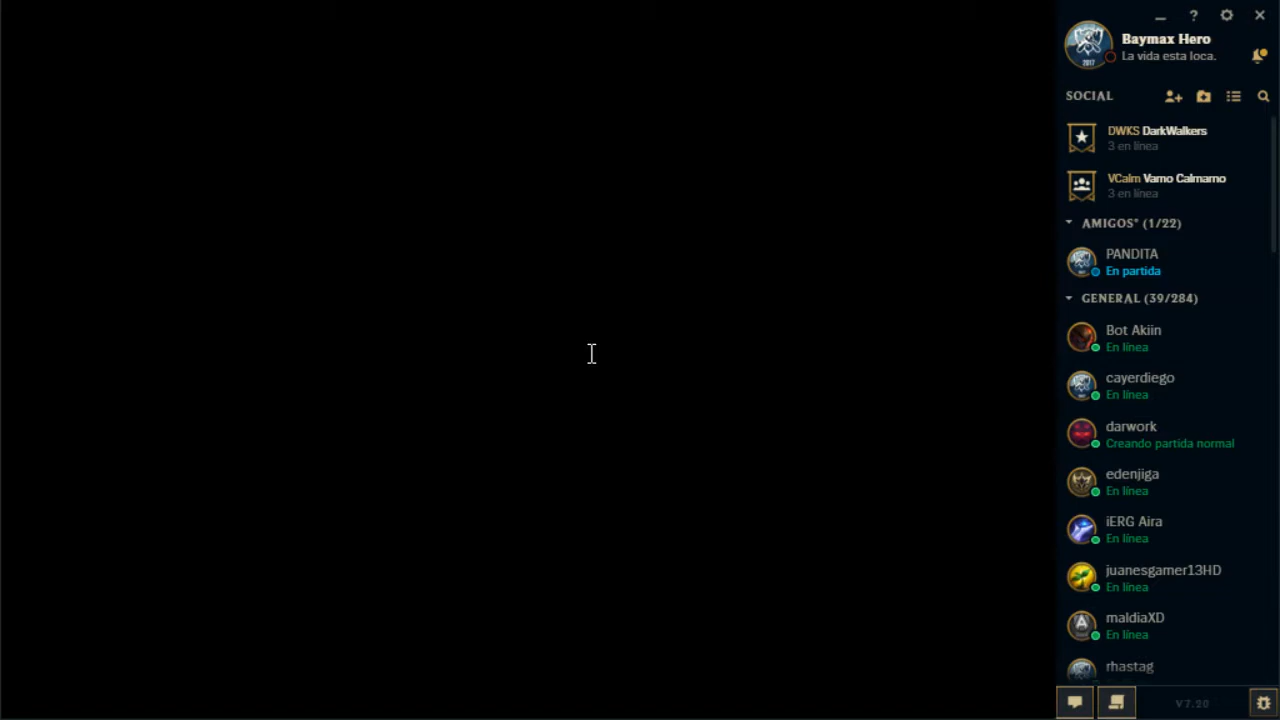 Baymax Hero
La vida esta loca.
2017
SOCIAL
DWKS DarkWalkers
3 en línea
VCalm Vamo Calmarno
3 en línea
AMIGOS* (1/22)
PANDITA
En partida
GENERAL (39/284)
Bot Akiin
En línea
cayerdiego
En línea
darwork
Creando partida normal
edenjiga
En línea
iERG Aira
En línea
juanesgamer13HD
En línea
maldiaXD
En línea
rhastag
V7.20